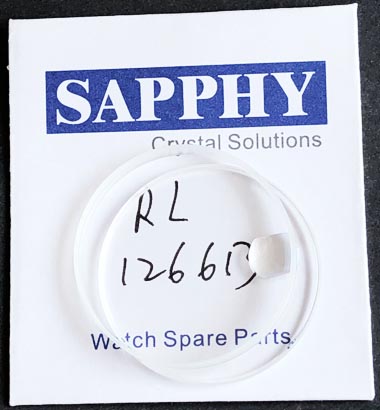 SAPPHY
Crystal Solutions
RL
126613
Watch Spare Parts